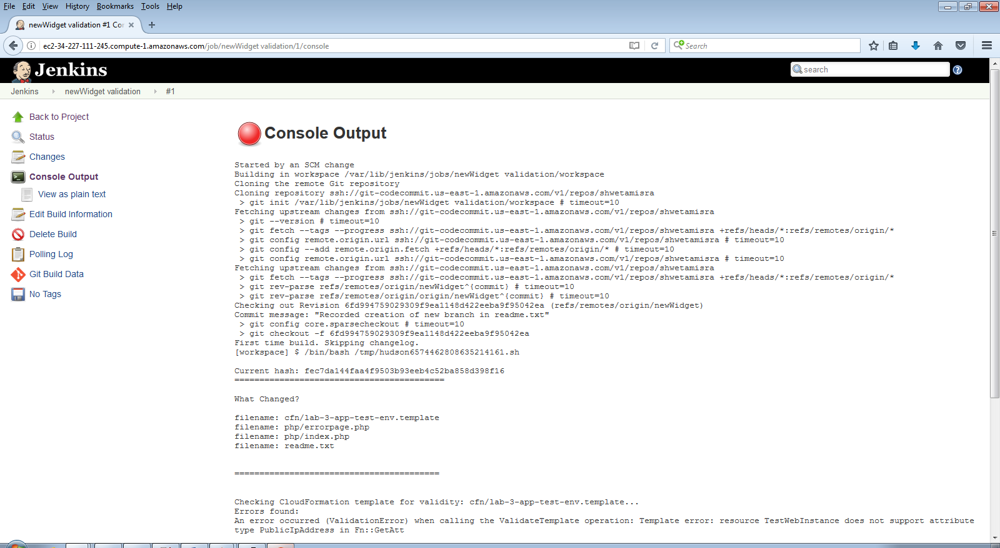 File Edit View History Bookmarks Tools Help
newWidget validation #1 Co
ec2-34-227-111-245.compute-1.amazonaws.com/job/newWidget validation/1/console
Search
Jenkins
search
Jenkins newWidget validation #1
Back to Project
Status
Changes
Console Output
View as plain text
Edit Build Information
Delete Build
Polling Log
Git Build Data
No Tags
Console Output
Started by an SCM change
Building in workspace /var/lib/jenkins/jobs/newWidget validation/workspace
Cloning the remote Git repository
Cloning repository ssh://git-codecommit.us-east-1.amazonaws.com/v1/repos/shwetamisra
> git init /var/lib/jenkins/jobs/newWidget validation/workspace # timeout=10
Fetching upstream changes from ssh://git-codecommit.us-east-1.amazonaws.com/v1/repos/shwetamisra
> git --version # timeout=10
> git fetch --tags --progress ssh://git-codecommit.us-east-1.amazonaws.com/v1/repos/shwetamisra +refs/heads/*:refs/remotes/origin/*
> git config remote.origin.url ssh://git-codecommit.us-east-1.amazonaws.com/v1/repos/shwetamisra # timeout=10
> git config --add remote.origin.fetch +refs/heads/*:refs/remotes/origin/* # timeout=10
> git config remote.origin.url ssh://git-codecommit.us-east-1.amazonaws.com/v1/repos/shwetamisra # timeout=10
Fetching upstream changes from ssh://git-codecommit.us-east-1.amazonaws.com/v1/repos/shwetamisra
> git fetch --tags --progress ssh://git-codecommit.us-east-1.amazonaws.com/v1/repos/shwetamisra +refs/heads/*:refs/remotes/origin/*
> git rev-parse refs/remotes/origin/newWidget^{commit} # timeout=10
> git rev-parse refs/remotes/origin/origin/newWidget^{commit} # timeout=10
Checking out Revision 6fd994759029309f9ea1148d422eeba9f95042ea (refs/remotes/origin/newWidget)
Commit message: "Recorded creation of new branch in readme.txt"
> git config core.sparsecheckout # timeout=10
> git checkout -f 6fd994759029309f9ea1148d422eeba9f95042ea
First time build. Skipping changelog.
[workspace] $ /bin/bash /tmp/hudson6574462808635214161.sh
Current hash: fec7da144faa4f9503b93eeb4c52ba858d398f16
==========================================
What Changed?
filename: cfn/lab-3-app-test-env.template
filename: php/errorpage.php
filename: php/index.php
filename: readme.txt
=========================================
Checking CloudFormation template for validity: cfn/lab-3-app-test-env.template...
Errors found:
An error occurred (ValidationError) when calling the ValidateTemplate operation: Template error: resource TestWebInstance does not support attribute
type PublicIpAddress in Fn::GetAtt